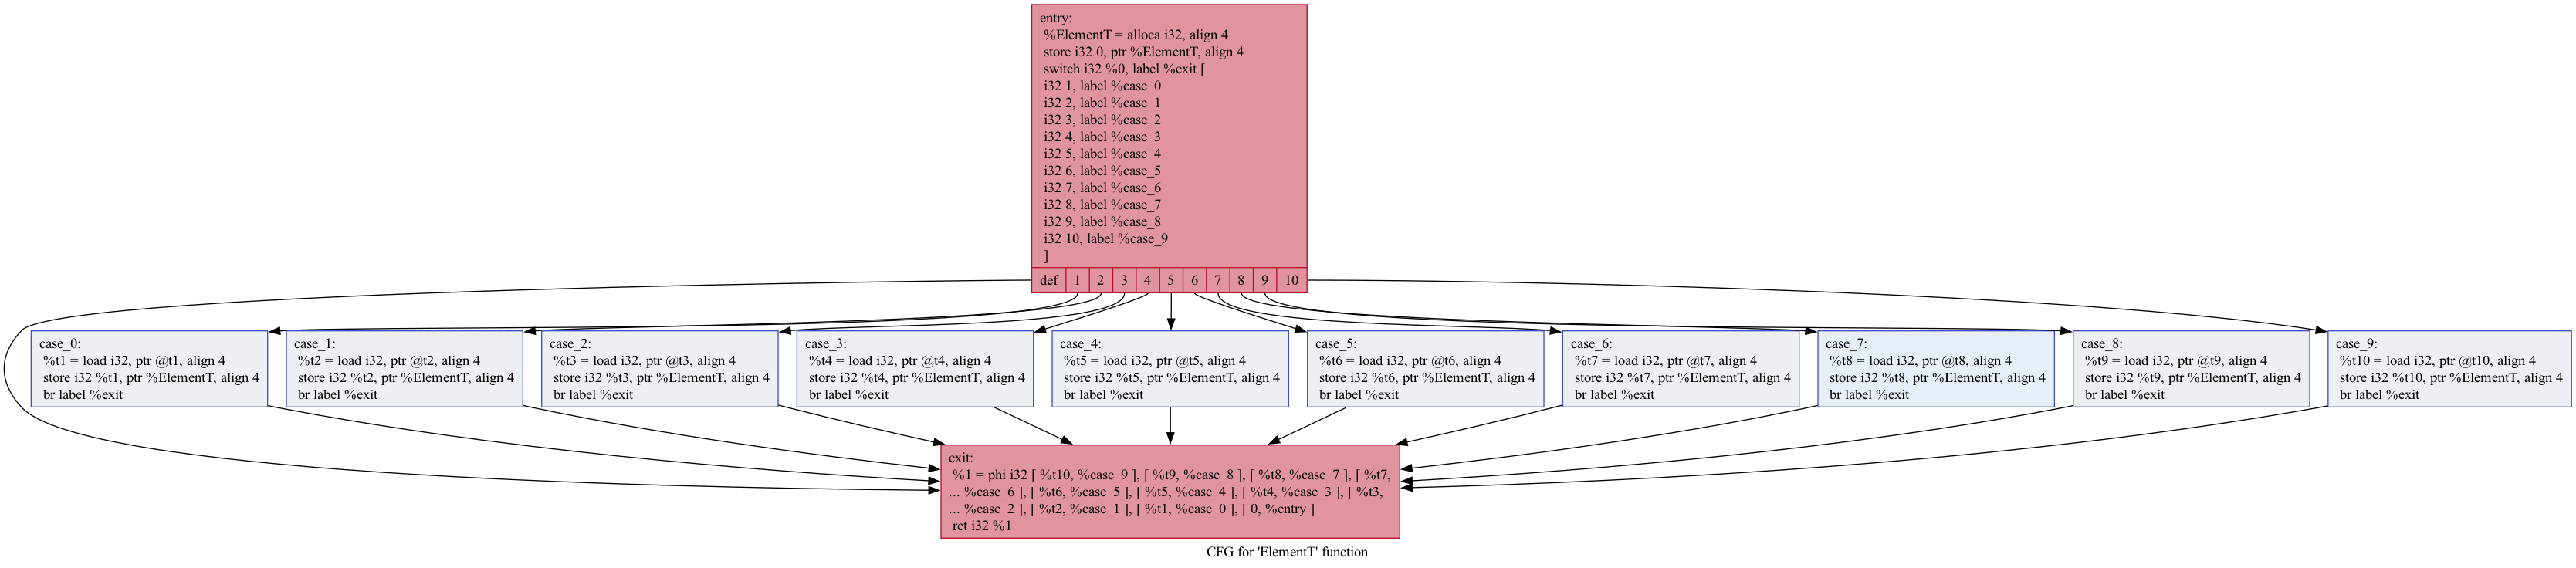 entry:
%ElementT = alloca i32, align 4
store i32 0, ptr %ElementT, align 4
switch i32 %0, label %exit [
i32 1, label %case_0
i32 2, label %case_1
i32 3, label %case_2
i32 4, label %case_3
i32 5, label %case_4
i32 6, label %case_5
i32 7, label %case_6
i32 8, label %case_7
i32 9, label %case_8
i32 10, label %case_9
]
def 1 2 3 4 5 6 7 8 9 10
case_0:
%t1 = load i32, ptr @t1, align 4
store i32 %t1, ptr %ElementT, align 4
br label %exit
case_1:
%t2 = load i32, ptr @t2, align 4
store i32 %t2, ptr %ElementT, align 4
br label %exit
case_2:
%t3 = load i32, ptr @t3, align 4
store i32 %t3, ptr %ElementT, align 4
br label %exit
case_3:
%t4 = load i32, ptr @t4, align 4
store i32 %t4, ptr %ElementT, align 4
br label %exit
case_4:
%t5 = load i32, ptr @t5, align 4
store i32 %t5, ptr %ElementT, align 4
br label %exit
case_5:
%t6 = load i32, ptr @t6, align 4
store i32 %t6, ptr %ElementT, align 4
br label %exit
case_6:
%t7 = load i32, ptr @t7, align 4
store i32 %t7, ptr %ElementT, align 4
br label %exit
case_7:
%t8 = load i32, ptr @t8, align 4
store i32 %t8, ptr %ElementT, align 4
br label %exit
case_8:
%t9 = load i32, ptr @t9, align 4
store i32 %t9, ptr %ElementT, align 4
br label %exit
case_9:
%t10 = load i32, ptr @t10, align 4
store i32 %t10, ptr %ElementT, align 4
br label %exit
exit:
%1 = phi i32 [ %t10, %case_9 ], [ %t9, %case_8 ], [ %t8, %case_7 ], [ %t7,
... %case_6 ], [ %t6, %case_5 ], [ %t5, %case_4 ], [ %t4, %case_3 ], [ %t3,
... %case_2 ], [ %t2, %case_1 ], [ %t1, %case_0 ], [ 0, %entry ]
ret i32 %1
CFG for 'ElementT' function